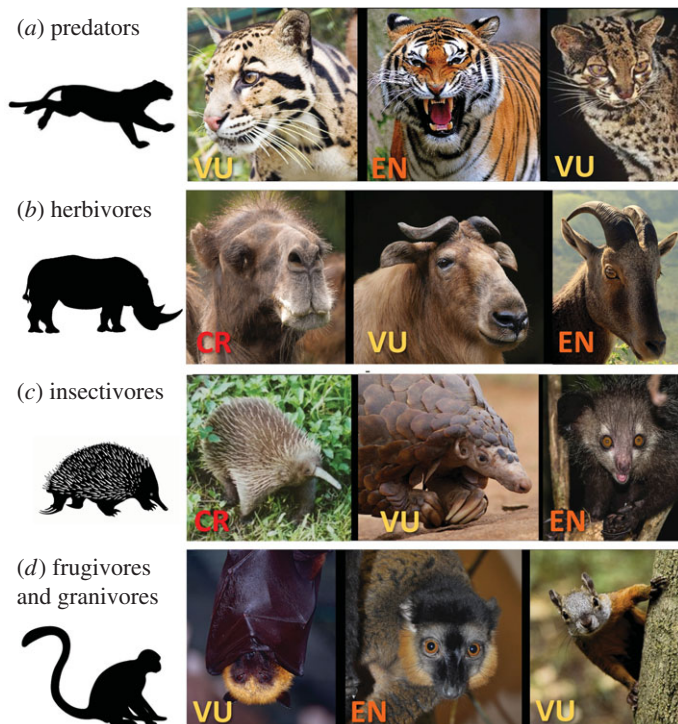 (a) predators
VU EN VU
(b) herbivores
CR VU EN
(c) insectivores
CR VU EN
(d) frugivores
and granivores
VU EN VU